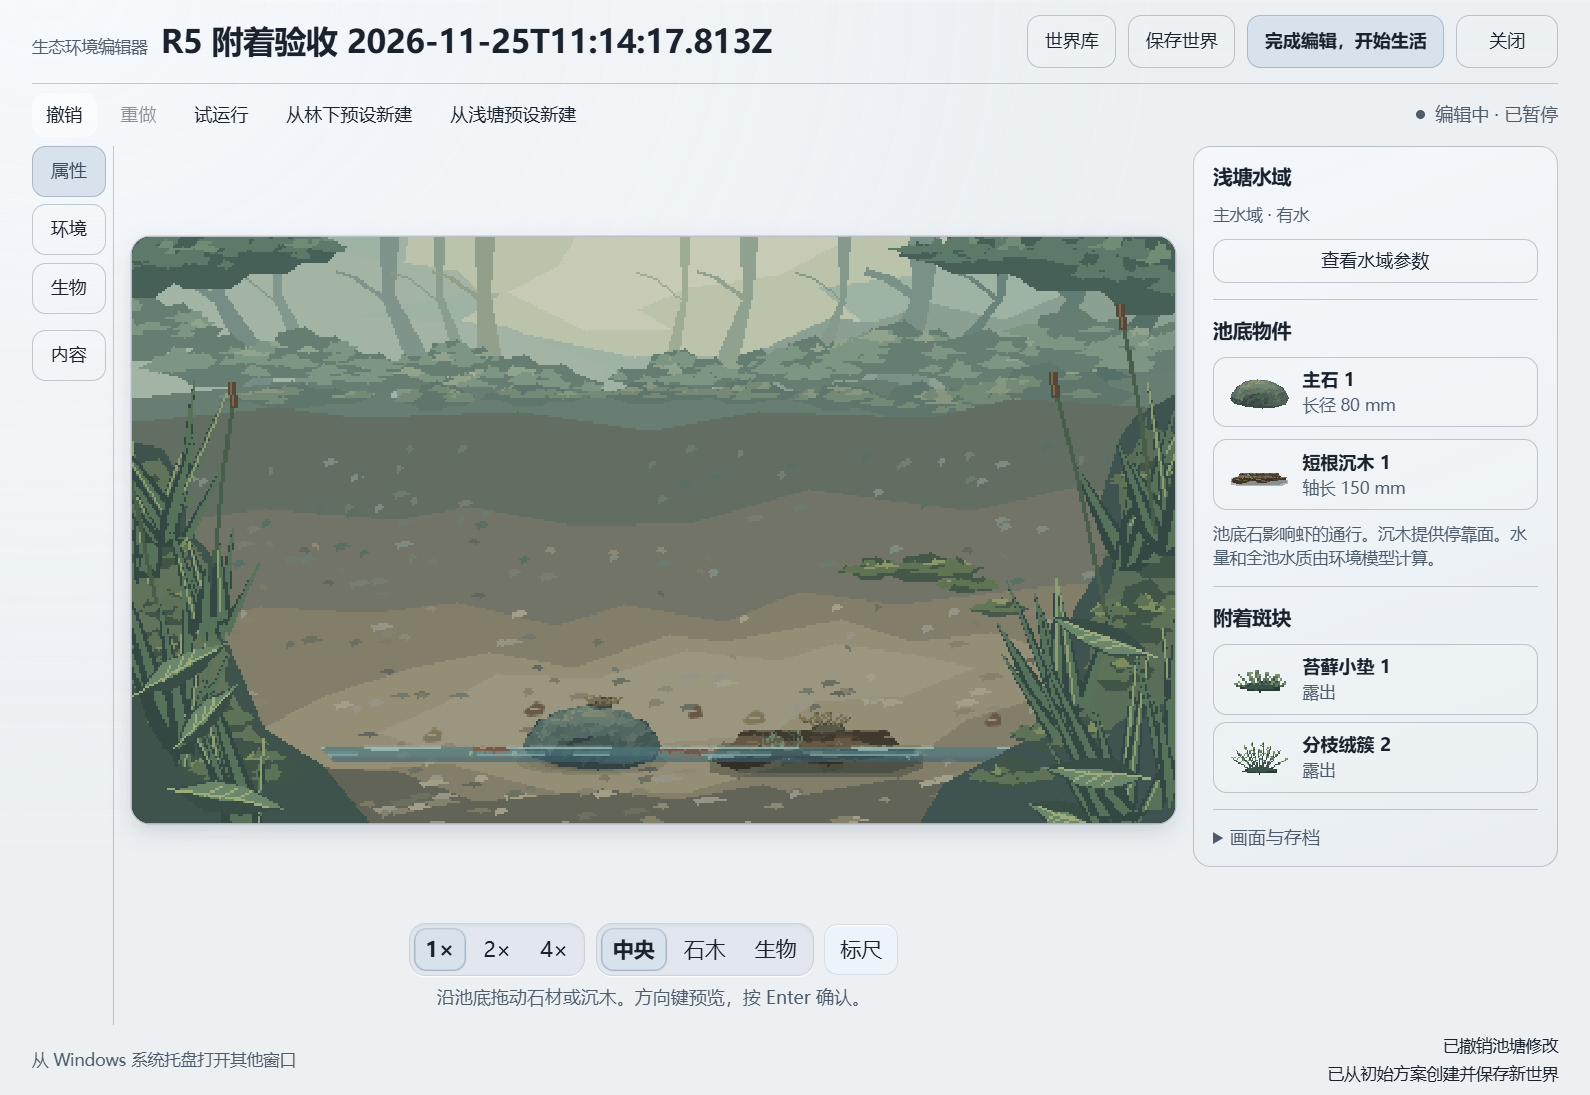 生态环境编辑器 R5 附着验收 2026-11-25T11:14:17.813Z
世界库 保存世界 完成编辑，开始生活 关闭
撤销 重做 试运行 从林下预设新建 从浅塘预设新建
编辑中 · 已暂停
属性
环境
生物
内容
浅塘水域
主水域 · 有水
查看水域参数
池底物件
主石 1
长径 80 mm
短根沉木 1
轴长 150 mm
池底石影响虾的通行。沉木提供停靠面。水
量和全池水质由环境模型计算。
附着斑块
苔藓小垫 1
露出
分枝绒簇 2
露出
画面与存档
1× 2× 4× 中央 石木 生物 标尺
沿池底拖动石材或沉木。方向键预览，按 Enter 确认。
从 Windows 系统托盘打开其他窗口
已撤销池塘修改
已从初始方案创建并保存新世界